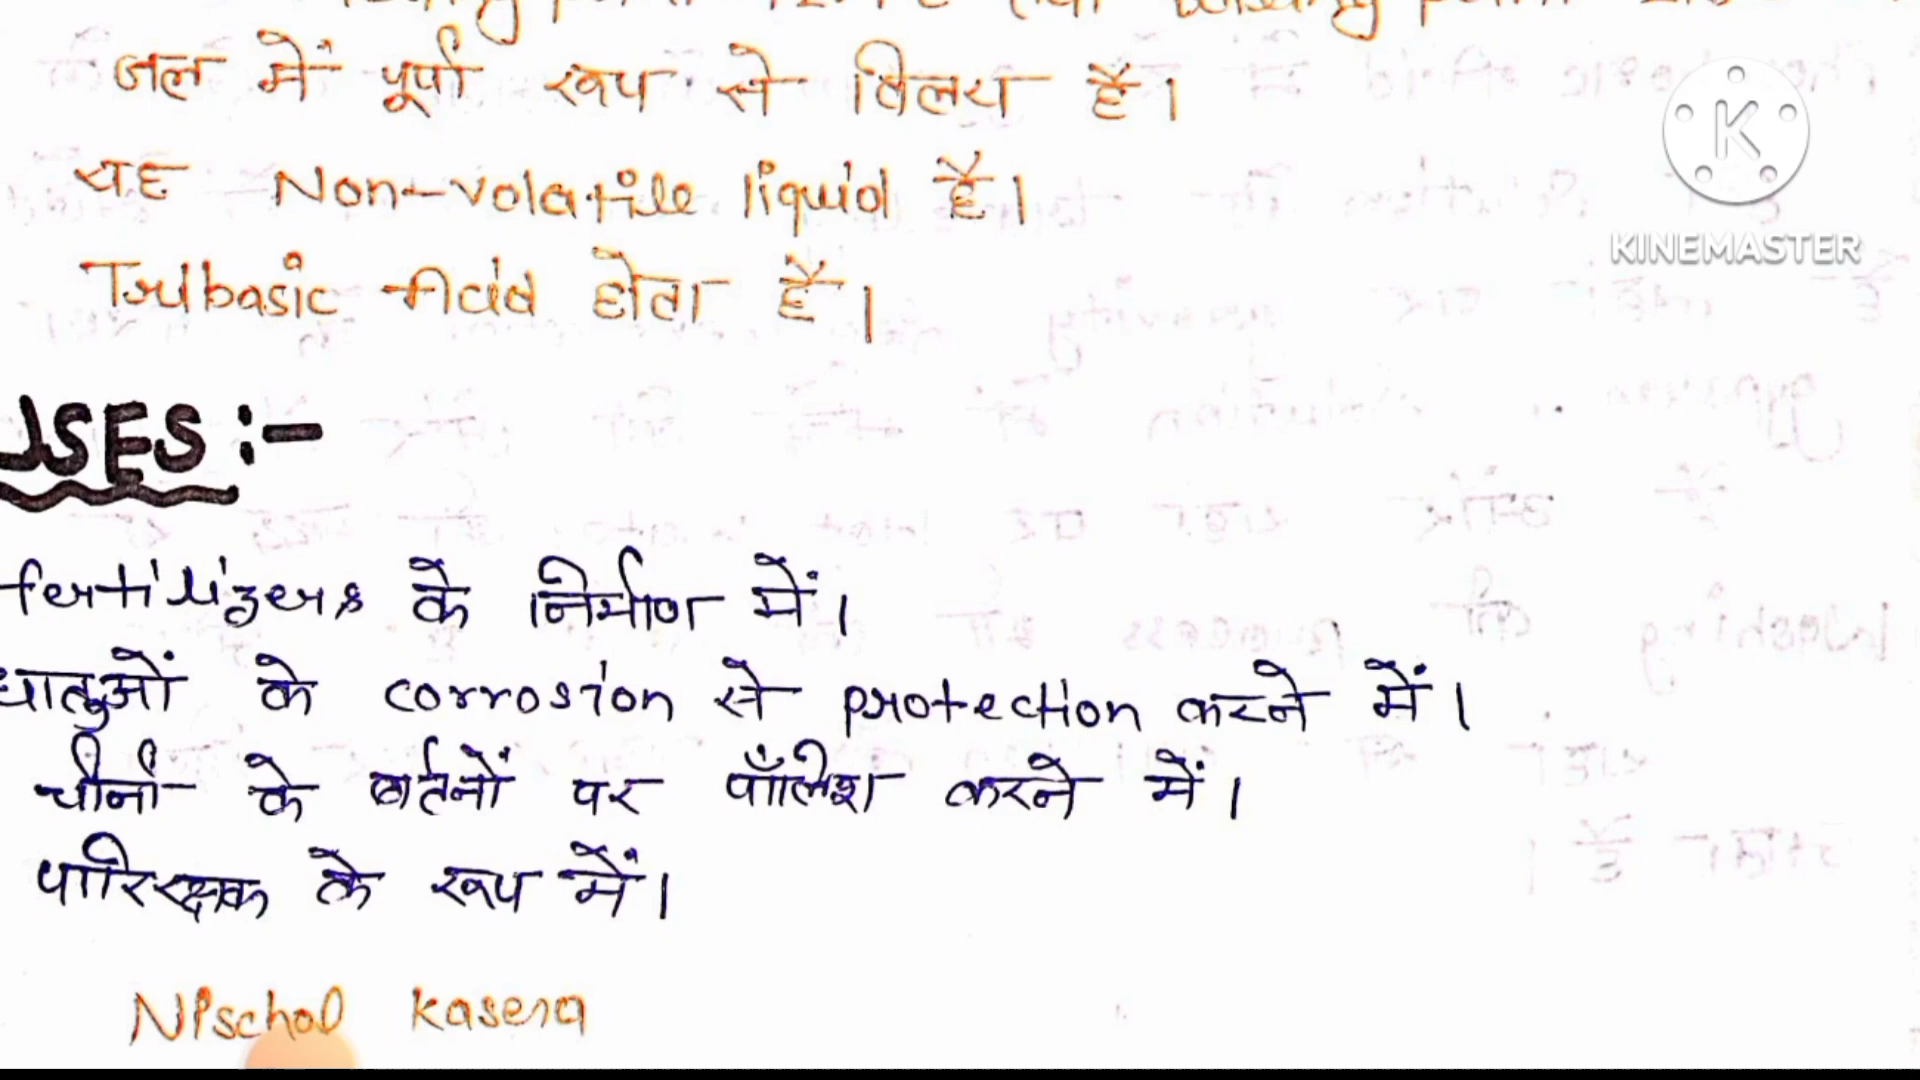 जल में पूर्ण रूप से विलय है।
यह Non-volatile liquid है।
Tribasic Acid होता है।
KINEMASTER
USES :-
fertilizers के निर्माण में।
धातुओं के corrosion से protection करने में।
चीनी के बर्तनों पर पॉलिश करने में।
परिरक्षक के रूप में।
Nischal Kasera